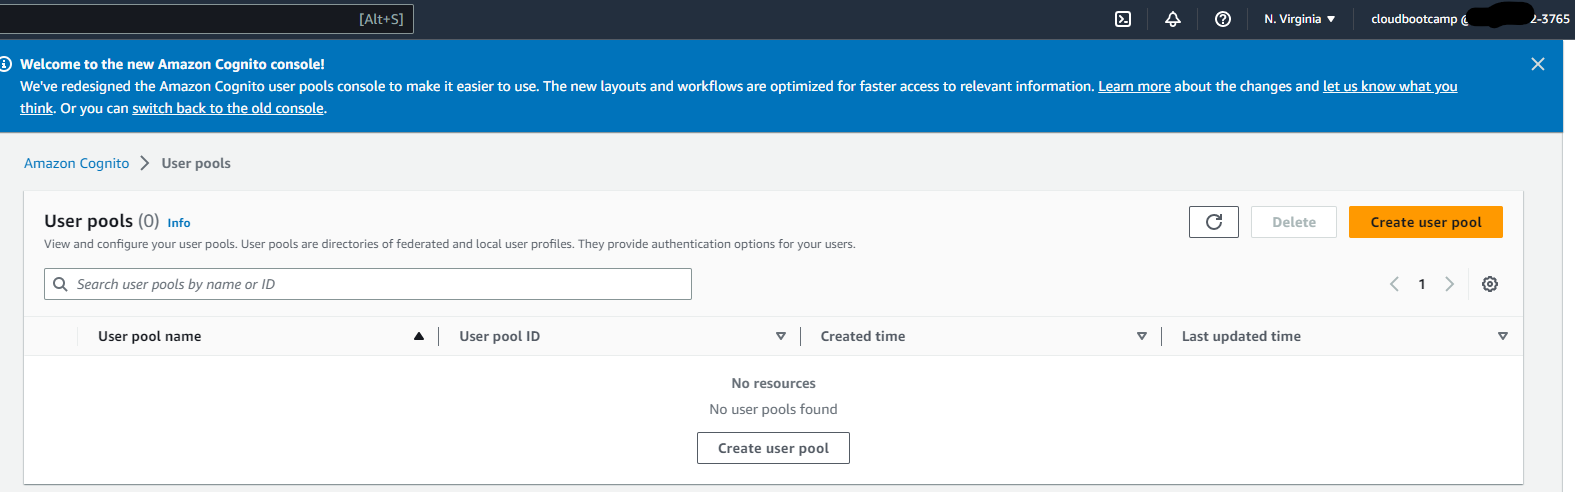 [Alt+S]
N. Virginia
cloudbootcamp @
2-3765
Welcome to the new Amazon Cognito console!
We've redesigned the Amazon Cognito user pools console to make it easier to use. The new layouts and workflows are optimized for faster access to relevant information. Learn more about the changes and let us know what you
think. Or you can switch back to the old console.
Amazon Cognito
User pools
User pools (0) Info
Delete
Create user pool
View and configure your user pools. User pools are directories of federated and local user profiles. They provide authentication options for your users.
Search user pools by name or ID
1
User pool name
User pool ID
Created time
Last updated time
No resources
No user pools found
Create user pool